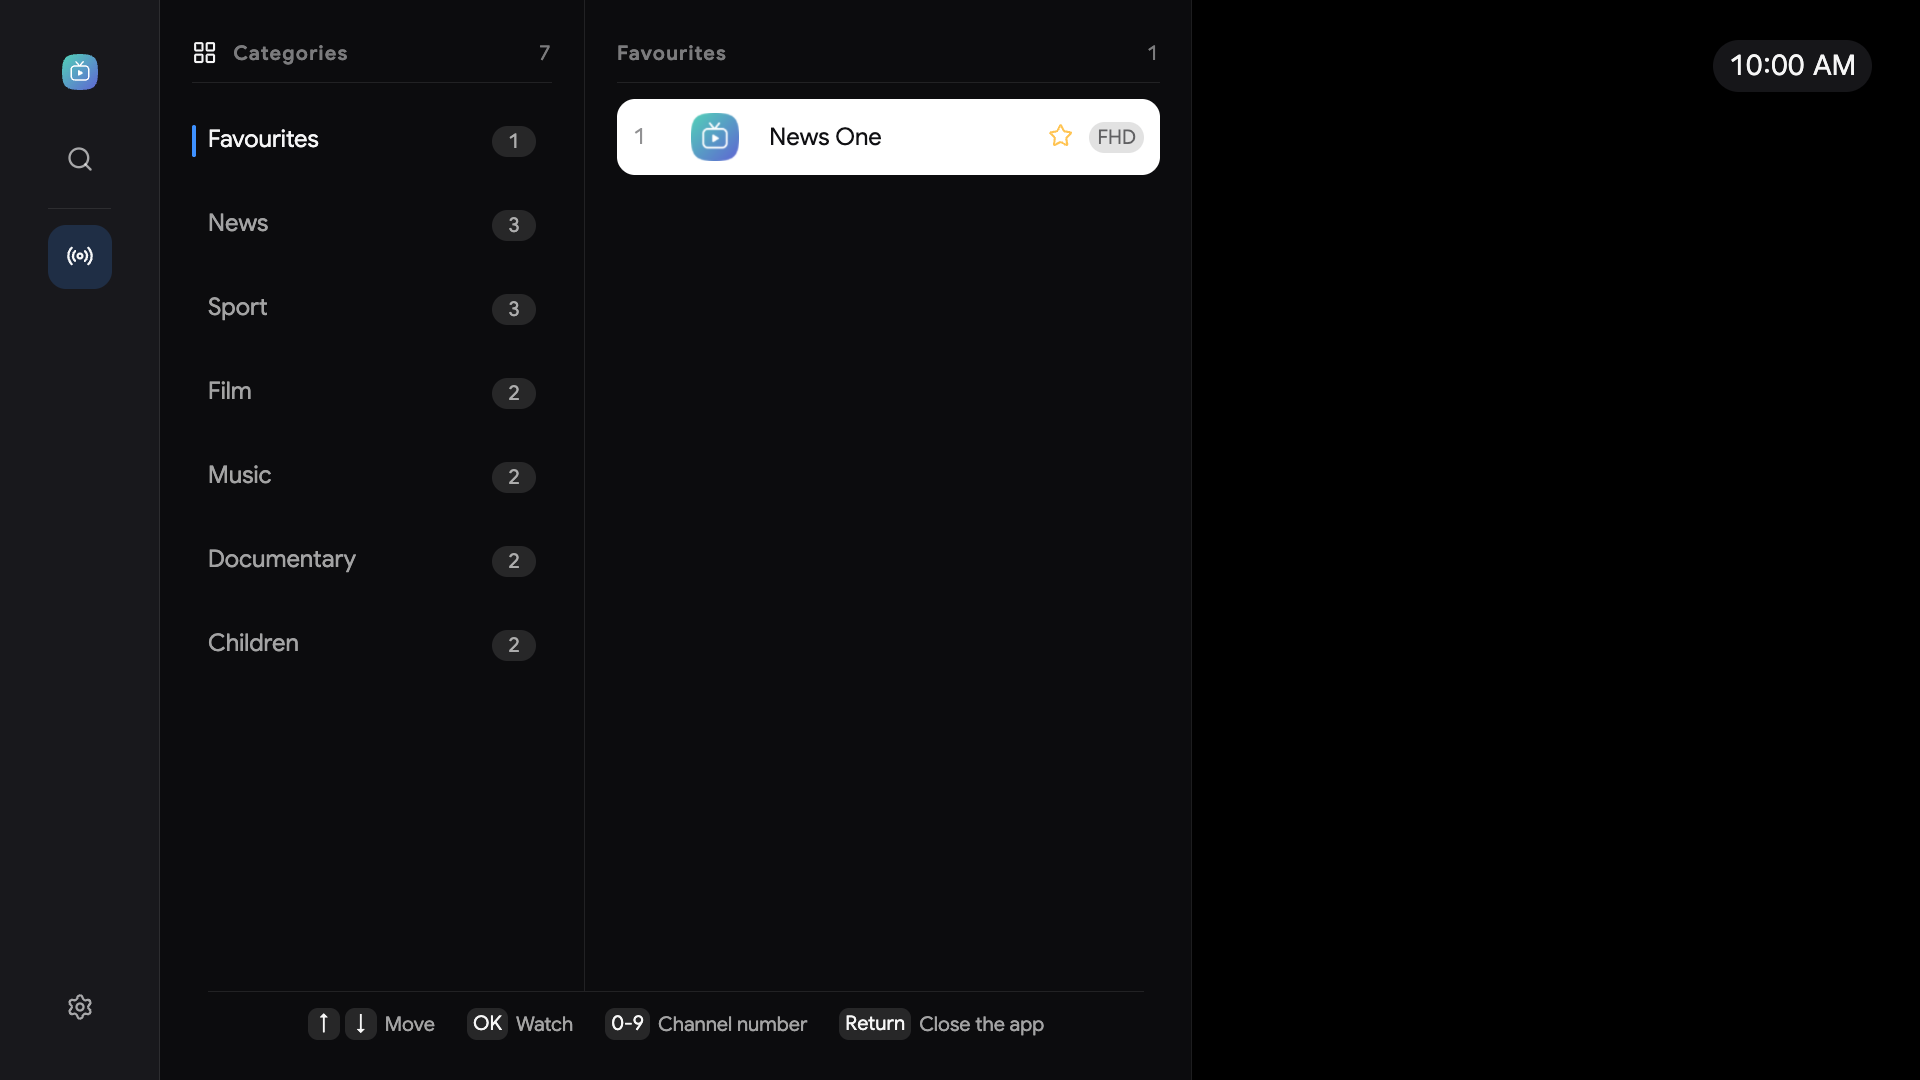 Categories 7
Favourites 1
News 3
Sport 3
Film 2
Music 2
Documentary 2
Children 2
Favourites 1
1 News One FHD
10:00 AM
↑ ↓ Move OK Watch 0-9 Channel number Return Close the app